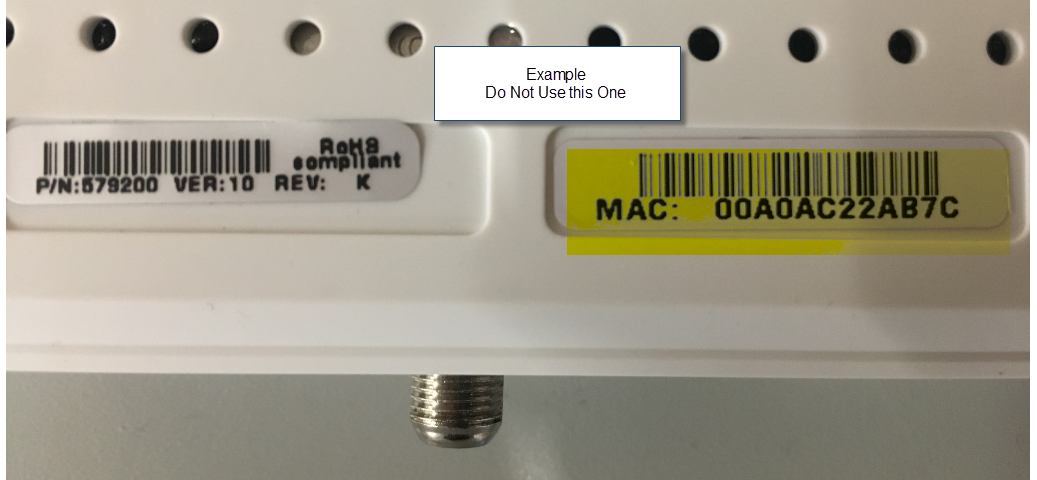 Example
Do Not Use this One
RoHS
compliant
P/N:579200 VER:10 REV: K
MAC: 00A0AC22AB7C